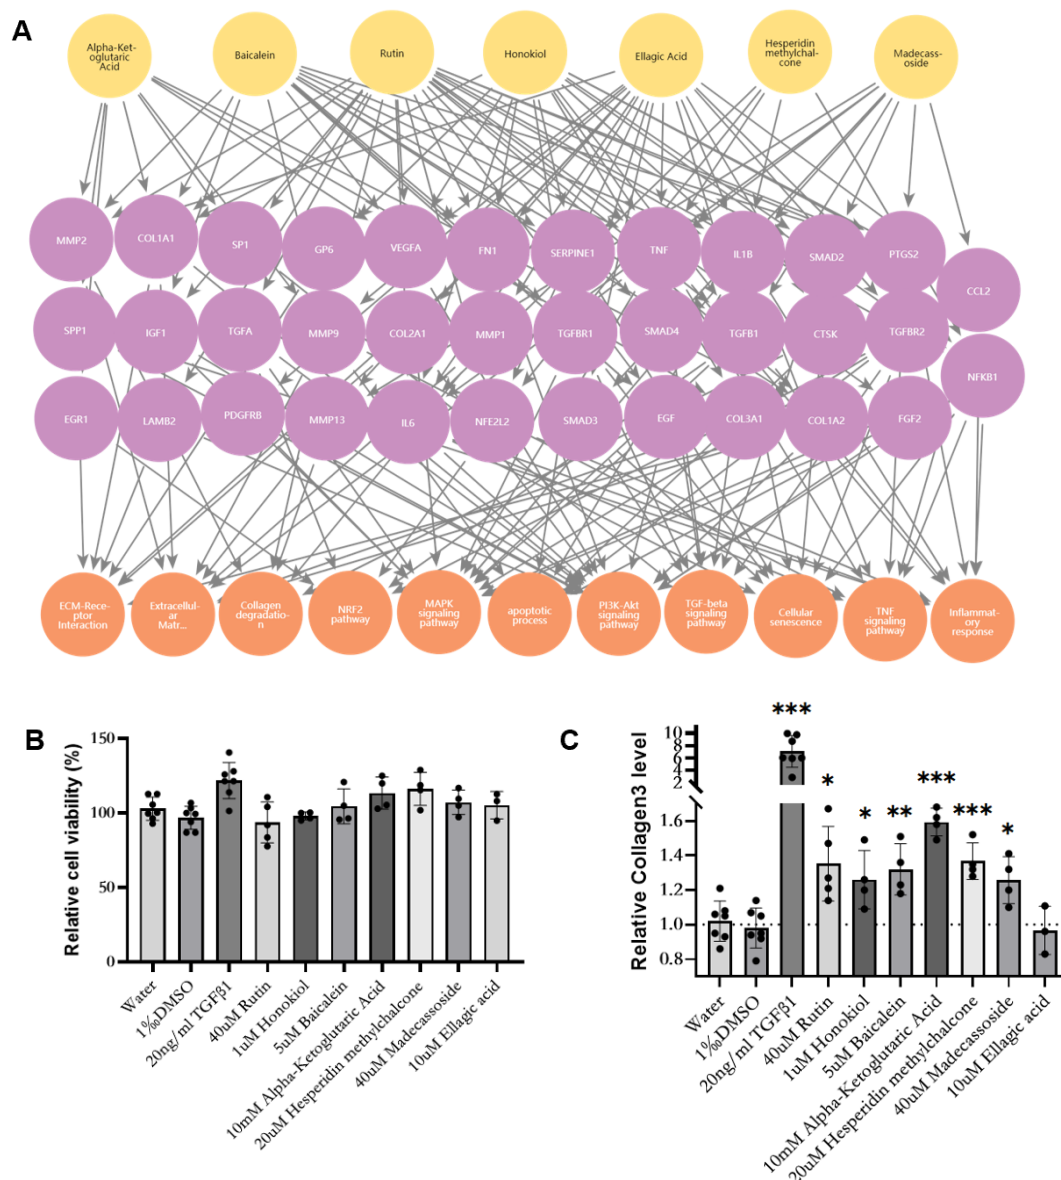 A
Alpha-Ket-
oglutaric
Acid
Baicalein
Rutin
Honokiol
Ellagic Acid
Hesperidin
methylchal-
cone
Madecass-
oside
MMP2
COL1A1
SP1
GP6
VEGFA
FN1
SERPINE1
TNF
IL1B
SMAD2
PTGS2
CCL2
SPP1
IGF1
TGFA
MMP9
COL2A1
MMP1
TGFBR1
SMAD4
TGFB1
CTSK
TGFBR2
NFKB1
EGR1
LAMB2
PDGFRB
MMP13
IL6
NFE2L2
SMAD3
EGF
COL3A1
COL1A2
FGF2
ECM-Rece-
ptor
Interaction
Extracellul-
ar
Matr...
Collagen
degradatio-
n
NRF2
pathway
MAPK
signaling
pathway
apoptotic
process
PI3K-Akt
signaling
pathway
TGF-beta
signaling
pathway
Cellular
senescence
TNF
signaling
pathway
Inflammat-
ory
response
B
Relative cell viability (%)
150
100
50
0
Water
1‰DMSO
20ng/ml TGFβ1
40uM Rutin
1uM Honokiol
5uM Baicalein
10mM Alpha-Ketoglutaric Acid
20uM Hesperidin methylchalcone
40uM Madecassoside
10uM Ellagic acid
C
Relative Collagen3 level
10
8
6
4
2
1.6
1.4
1.2
1.0
0.8
***
*
*
**
***
***
*
Water
1‰DMSO
20ng/ml TGFβ1
40uM Rutin
1uM Honokiol
5uM Baicalein
10mM Alpha-Ketoglutaric Acid
20uM Hesperidin methylchalcone
40uM Madecassoside
10uM Ellagic acid